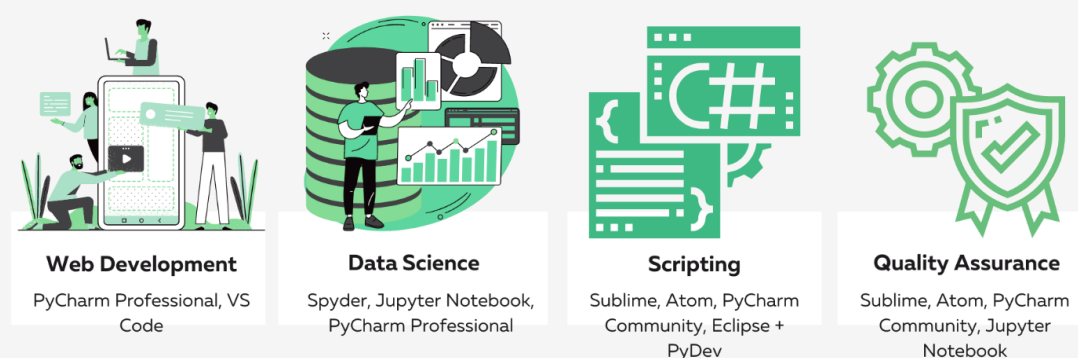 C#
{
}
Web Development
PyCharm Professional, VS
Code
Data Science
Spyder, Jupyter Notebook,
PyCharm Professional
Scripting
Sublime, Atom, PyCharm
Community, Eclipse +
PyDev
Quality Assurance
Sublime, Atom, PyCharm
Community, Jupyter
Notebook